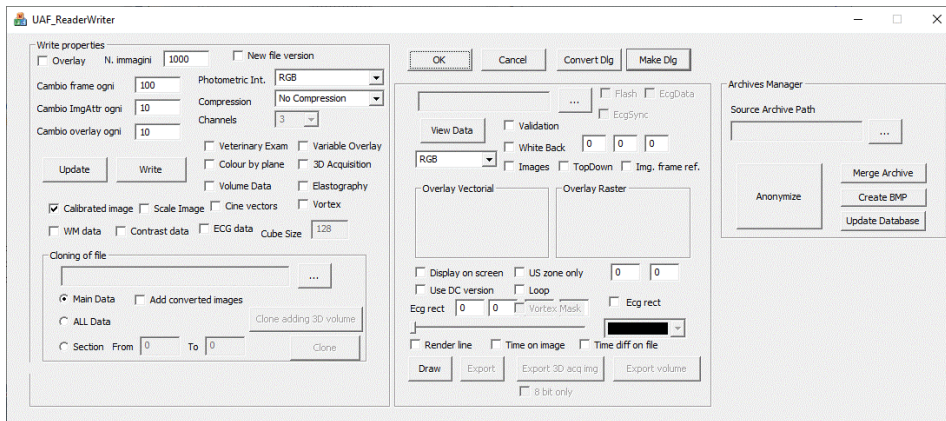 UAF_ReaderWriter
Write properties
Overlay N. immagini 1000 New file version
Cambio frame ogni 100 Photometric Int. RGB
Cambio ImgAttr ogni 10 Compression No Compression
Cambio overlay ogni 10 Channels 3
Veterinary Exam Variable Overlay
Update Write Colour by plane 3D Acquisition
Volume Data Elastography
Calibrated image Scale Image Cine vectors Vortex
WM data Contrast data ECG data Cube Size 128
Cloning of file
...
Main Data Add converted images
ALL Data Clone adding 3D volume
Section From 0 To 0 Clone
OK Cancel Convert Dlg Make Dlg
... Flash EcgData
EcgSync
View Data Validation
White Back 0 0 0
RGB Images TopDown Img. frame ref.
Overlay Vectorial Overlay Raster
Display on screen US zone only 0 0
Use DC version Loop
Ecg rect 0 0 Vortex Mask Ecg rect
Render line Time on image Time diff on file
Draw Export Export 3D acq img Export volume
8 bit only
Archives Manager
Source Archive Path
...
Anonymize Merge Archive
Create BMP
Update Database